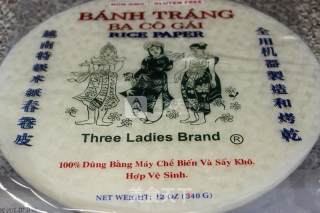 NON GMO GLUTEN FREE
BÁNH TRÁNG
BA CÔ GÁI
RICE PAPER
越南特級米紙春卷皮
全用机器製造和烤乾
Three Ladies Brand ®
100% Dùng Bằng Máy Chế Biến Và Sấy Khô.
Hợp Vệ Sinh.
NET WEIGHT: 12 OZ (340 G)